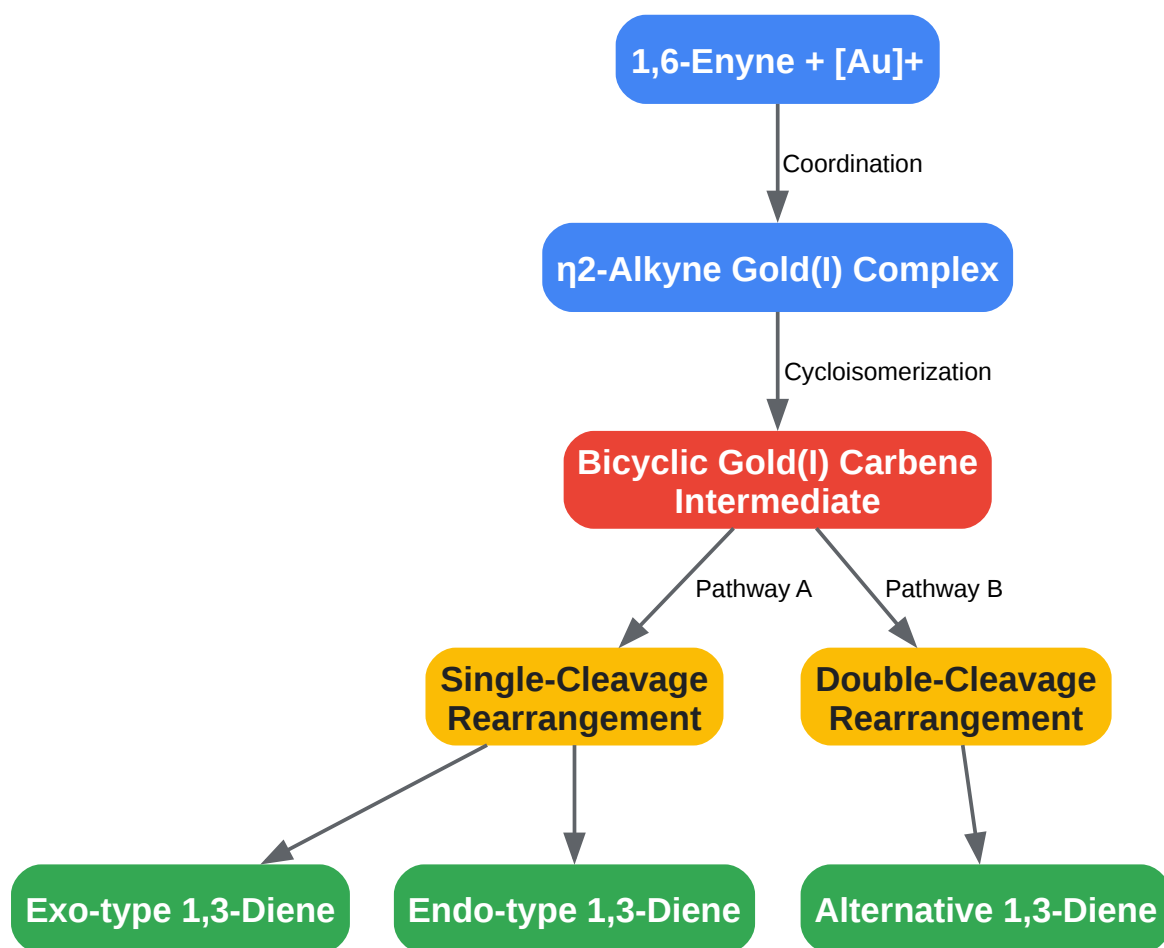 1,6-Enyne + [Au]+
Coordination
η2-Alkyne Gold(I) Complex
Cycloisomerization
Bicyclic Gold(I) Carbene
Intermediate
Pathway A
Pathway B
Single-Cleavage
Rearrangement
Double-Cleavage
Rearrangement
Exo-type 1,3-Diene
Endo-type 1,3-Diene
Alternative 1,3-Diene